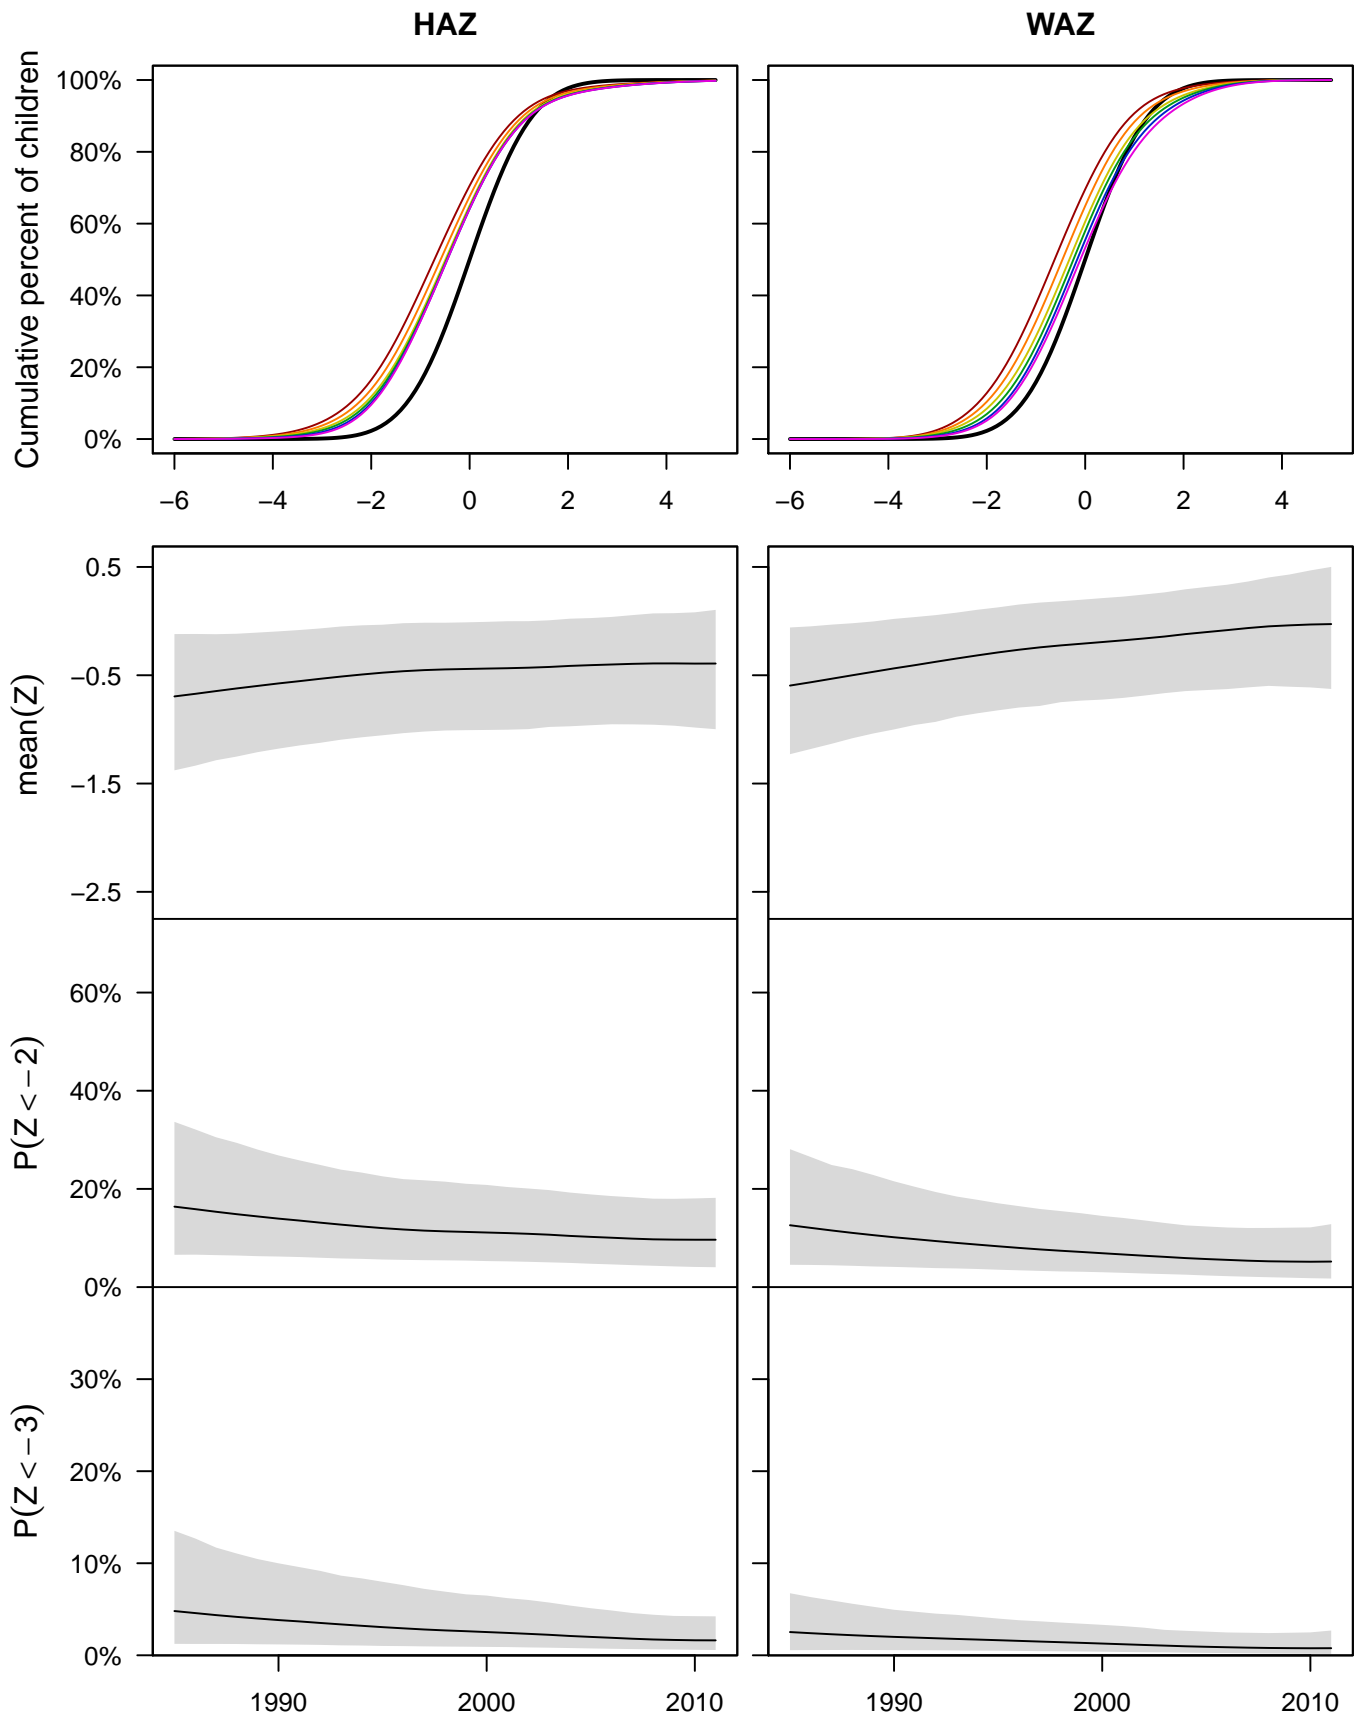 HAZ
WAZ
Cumulative percent of children
100%
80%
60%
40%
20%
0%
−6 −4 −2 0 2 4
−6 −4 −2 0 2 4
mean(Z)
0.5
−0.5
−1.5
−2.5
P(Z < −2)
60%
40%
20%
0%
P(Z < −3)
30%
20%
10%
0%
1990 2000 2010
1990 2000 2010